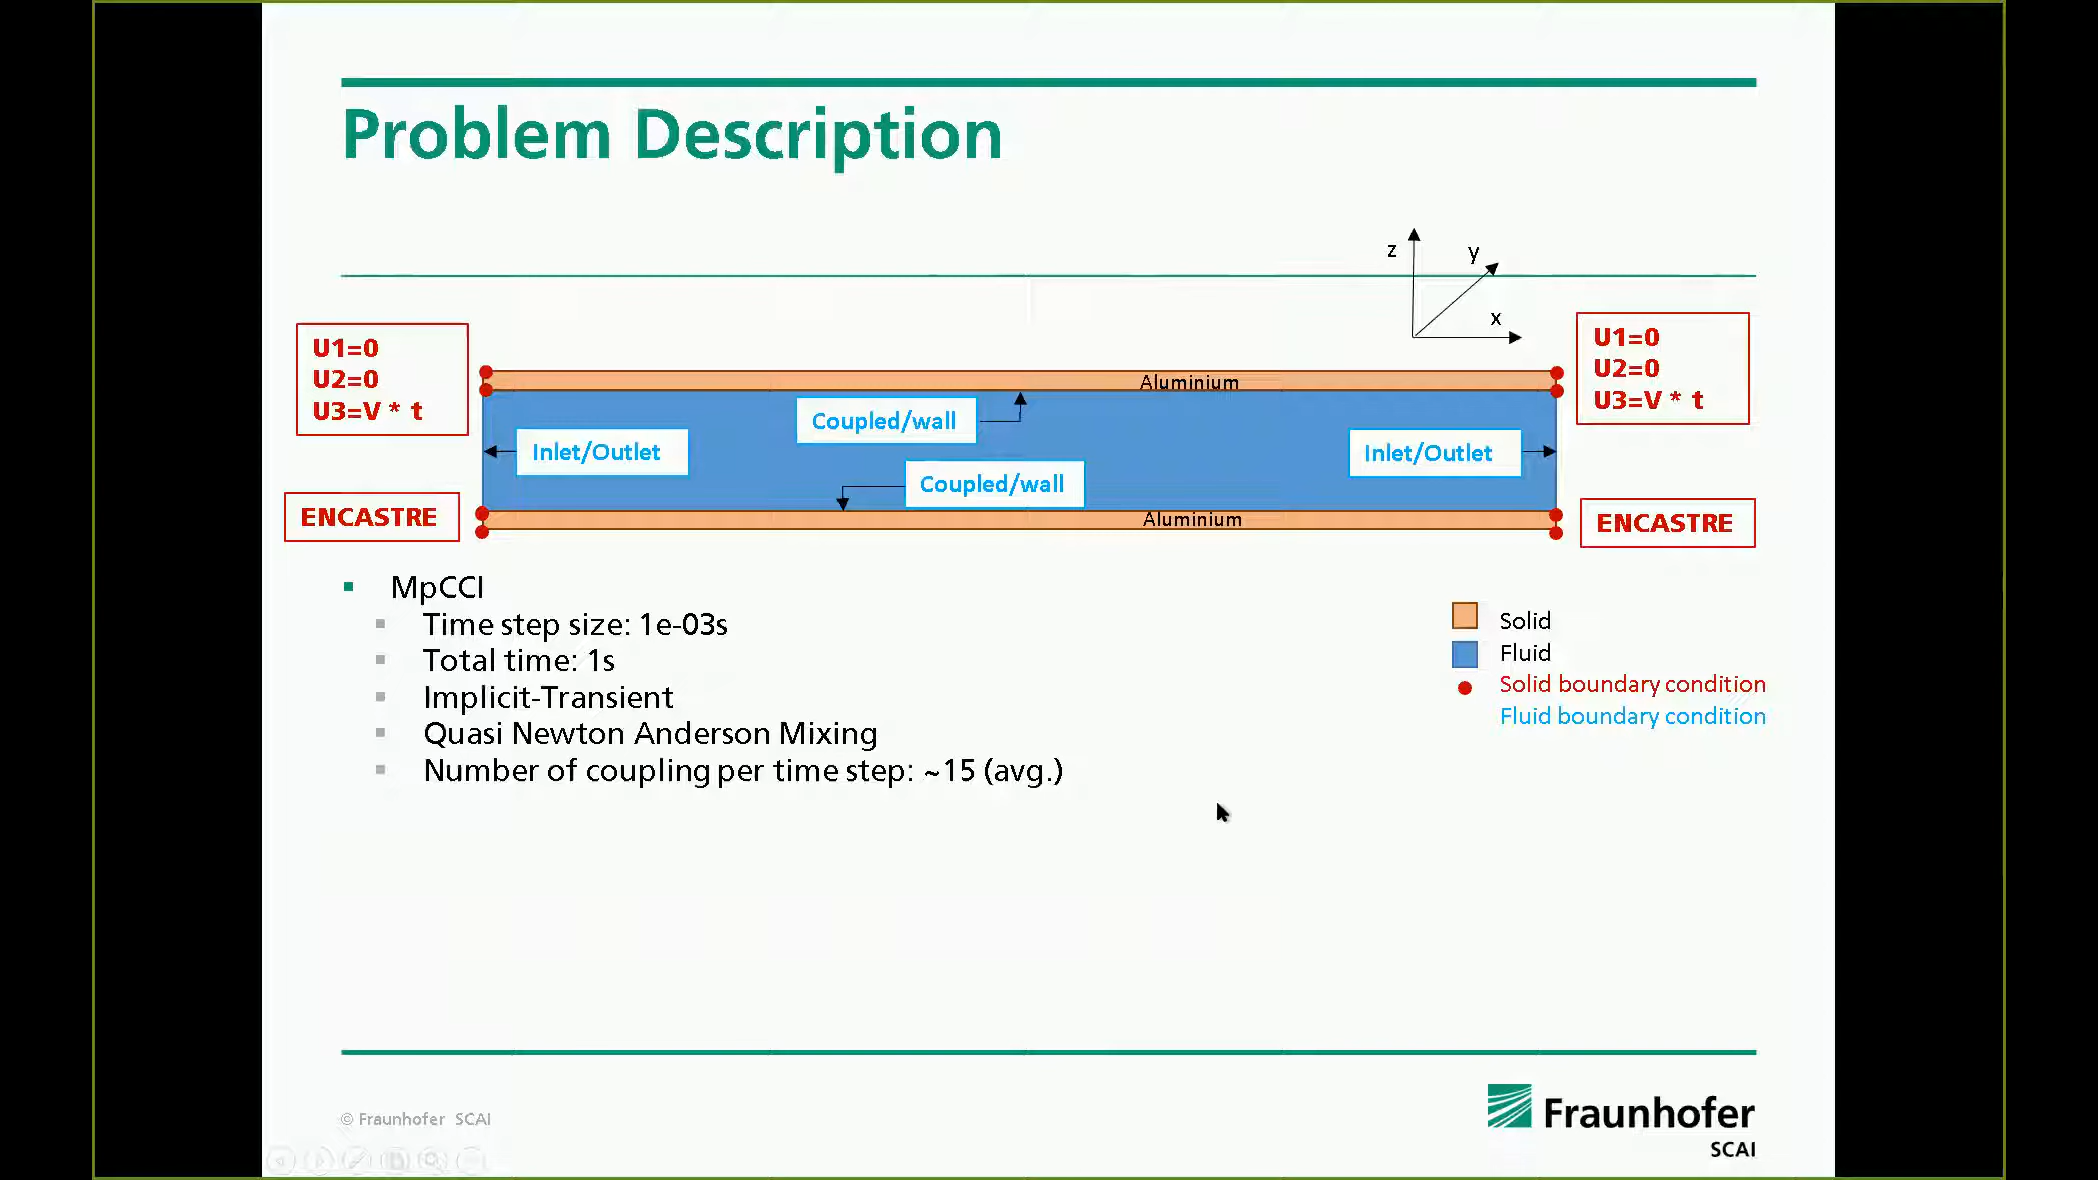 Problem Description
z
y
x
U1=0
U2=0
U3=V * t
U1=0
U2=0
U3=V * t
Aluminium
Coupled/wall
Inlet/Outlet
Inlet/Outlet
Coupled/wall
ENCASTRE
Aluminium
ENCASTRE
MpCCI
Time step size: 1e-03s
Total time: 1s
Implicit-Transient
Quasi Newton Anderson Mixing
Number of coupling per time step: ~15 (avg.)
Solid
Fluid
Solid boundary condition
Fluid boundary condition
© Fraunhofer SCAI
Fraunhofer
SCAI